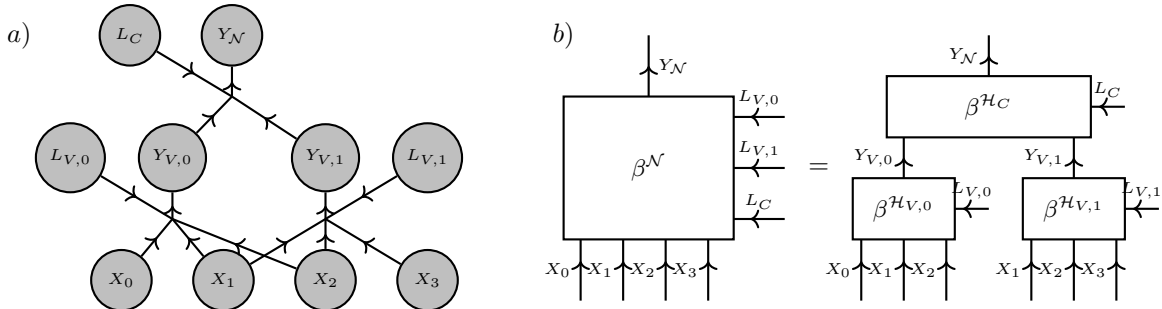 a)
L_C Y_𝒩
L_{V,0} Y_{V,0} Y_{V,1} L_{V,1}
X_0 X_1 X_2 X_3
b)
Y_𝒩
L_{V,0}
β^𝒩
L_{V,1}
L_C
X_0 X_1 X_2 X_3
=
Y_𝒩
β^{ℋ_C}
L_C
Y_{V,0} Y_{V,1}
β^{ℋ_{V,0}} L_{V,0} β^{ℋ_{V,1}} L_{V,1}
X_0 X_1 X_2 X_1 X_2 X_3